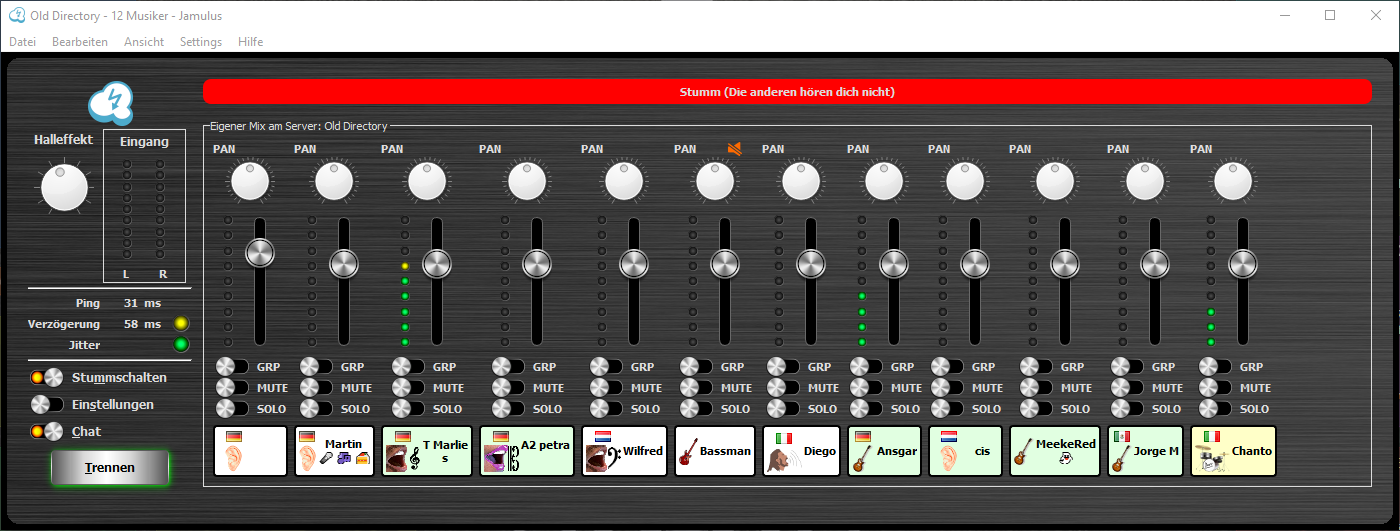 Old Directory - 12 Musiker - Jamulus
Datei Bearbeiten Ansicht Settings Hilfe
Stumm (Die anderen hören dich nicht)
Halleffekt
Eingang
L R
Ping 31 ms
Verzögerung 58 ms
Jitter
Stummschalten
Einstellungen
Chat
Trennen
Eigener Mix am Server: Old Directory
PAN PAN PAN PAN PAN PAN PAN PAN PAN PAN PAN PAN
GRP GRP GRP GRP GRP GRP GRP GRP GRP GRP GRP GRP
MUTE MUTE MUTE MUTE MUTE MUTE MUTE MUTE MUTE MUTE MUTE MUTE
SOLO SOLO SOLO SOLO SOLO SOLO SOLO SOLO SOLO SOLO SOLO SOLO
Martin
T Marlie
s
A2 petra
Wilfred
Bassman
Diego
Ansgar
cis
MeekeRed
Jorge M
Chanto